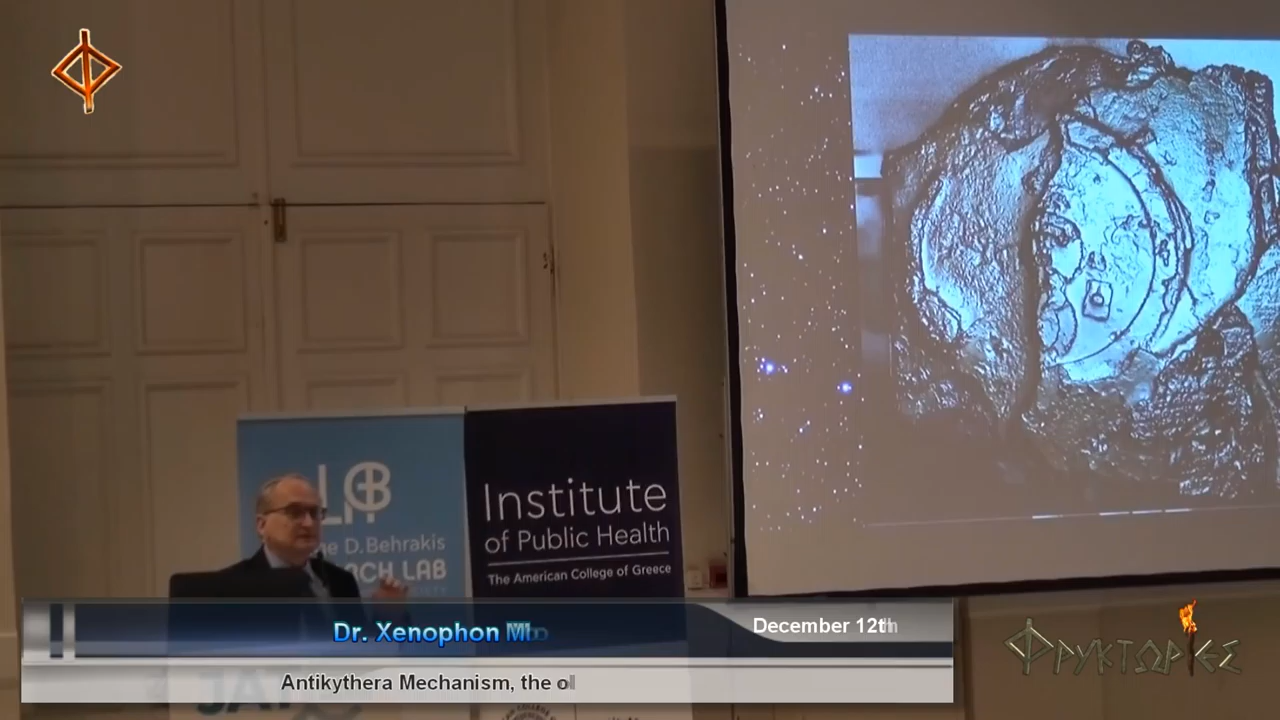 Institute
of Public Health
The American College of Greece
D.Behrakis
LAB
Dr. Xenophon
December 12th
Antikythera Mechanism, the
ΦΡΥΚΤΩΡΙΕΣ